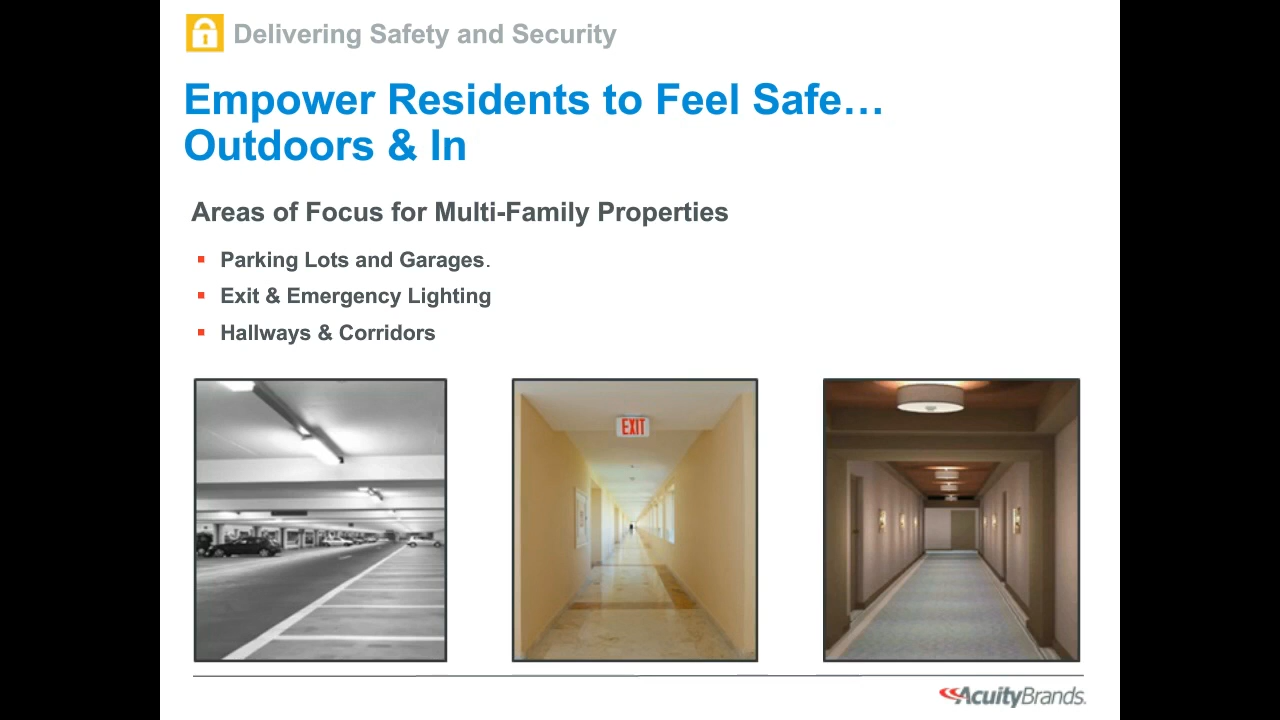 Delivering Safety and Security
Empower Residents to Feel Safe…
Outdoors & In
Areas of Focus for Multi-Family Properties
Parking Lots and Garages.
Exit & Emergency Lighting
Hallways & Corridors
EXIT
AcuityBrands.